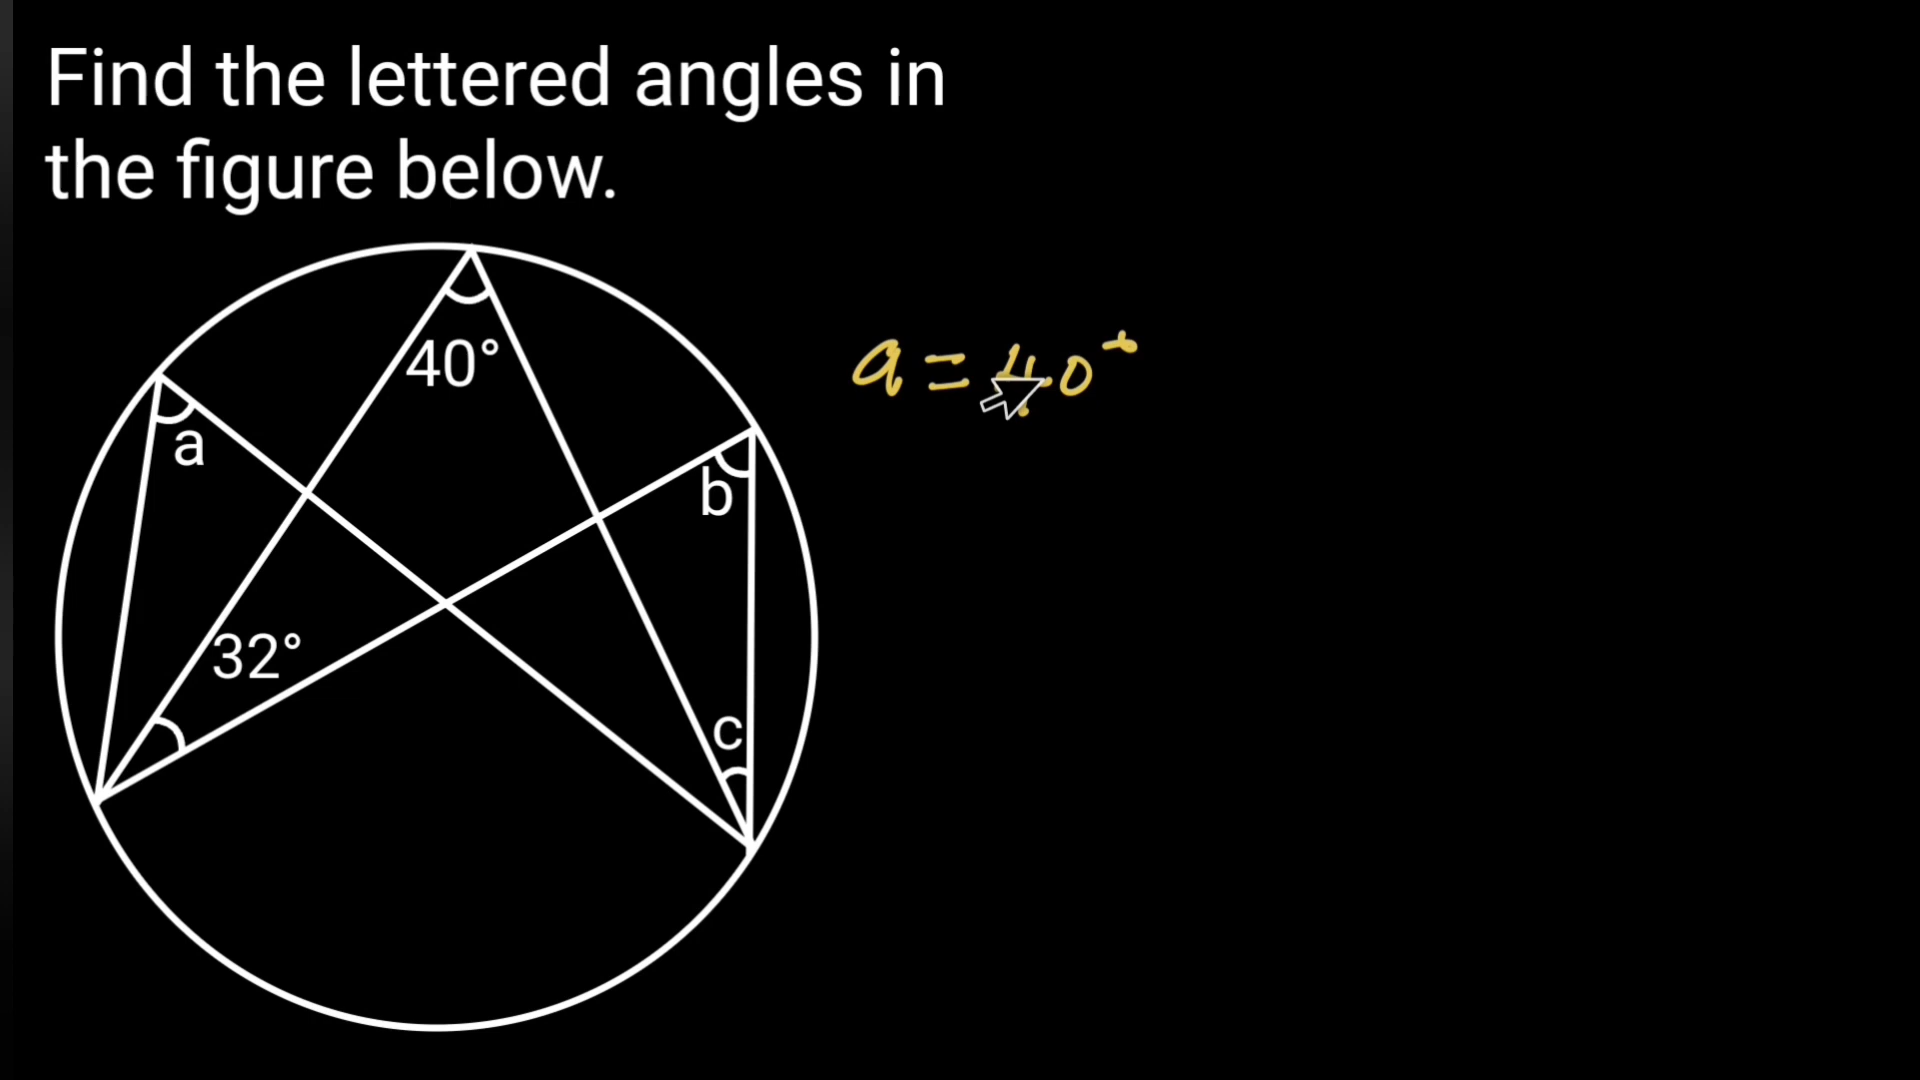 Find the lettered angles in
the figure below.
40°
a = 40°
a
b
32°
c